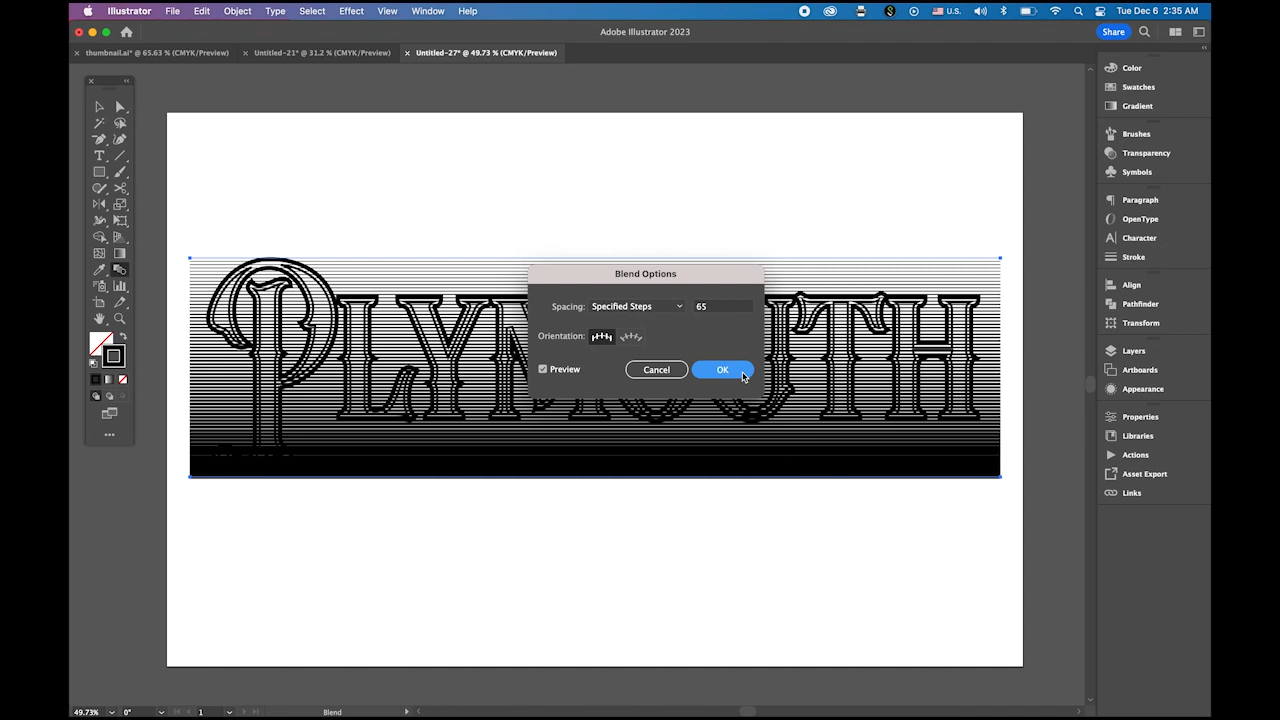 Illustrator File Edit Object Type Select Effect View Window Help U.S. Tue Dec 6 2:35 AM
Adobe Illustrator 2023 Share
× thumbnail.ai* @ 65.63 % (CMYK/Preview) × Untitled-21* @ 31.2 % (CMYK/Preview) × Untitled-27* @ 49.73 % (CMYK/Preview)
Color
Swatches
Gradient
Brushes
Transparency
Symbols
Paragraph
OpenType
Character
Stroke
Align
Pathfinder
Transform
Layers
Artboards
Appearance
Properties
Libraries
Actions
Asset Export
Links
PLYMOUTH
Blend Options
Spacing: Specified Steps 65
Orientation:
Preview Cancel OK
49.73% 0° 1 Blend